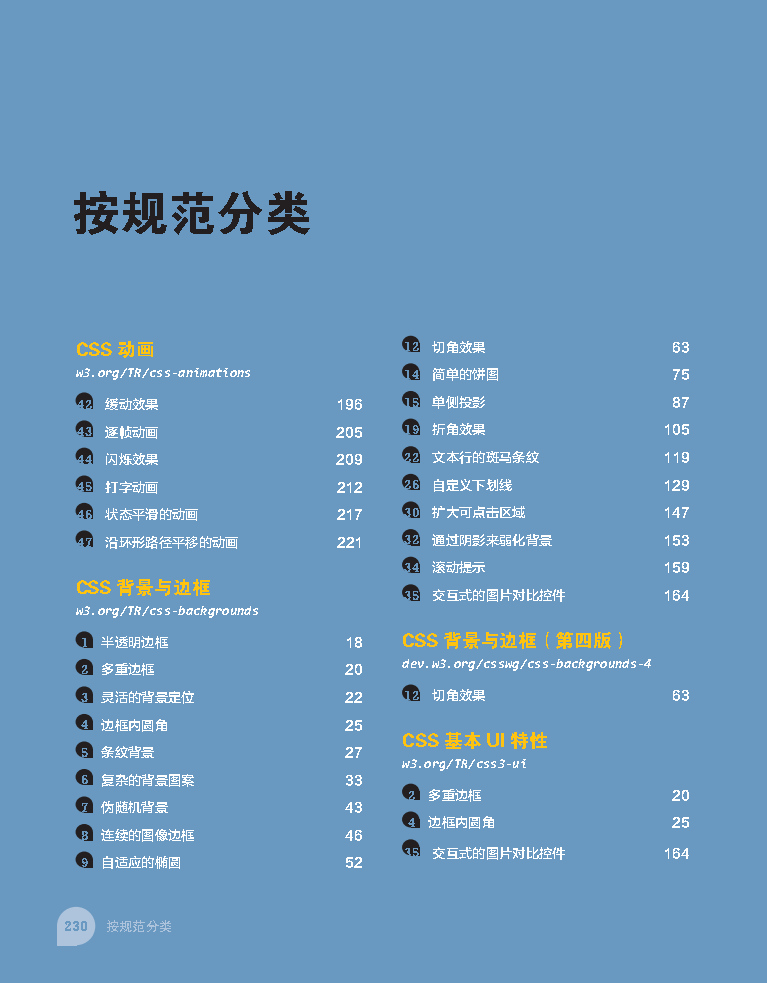 按规范分类
CSS 动画
w3.org/TR/css-animations
42 缓动效果 196
43 逐帧动画 205
44 闪烁效果 209
45 打字动画 212
46 状态平滑的动画 217
47 沿环形路径平移的动画 221
CSS 背景与边框
w3.org/TR/css-backgrounds
1 半透明边框 18
2 多重边框 20
3 灵活的背景定位 22
4 边框内圆角 25
5 条纹背景 27
6 复杂的背景图案 33
7 伪随机背景 43
8 连续的图像边框 46
9 自适应的椭圆 52
12 切角效果 63
14 简单的饼图 75
15 单侧投影 87
19 折角效果 105
22 文本行的斑马条纹 119
26 自定义下划线 129
30 扩大可点击区域 147
32 通过阴影来弱化背景 153
34 滚动提示 159
35 交互式的图片对比控件 164
CSS 背景与边框（第四版）
dev.w3.org/csswg/css-backgrounds-4
12 切角效果 63
CSS 基本 UI 特性
w3.org/TR/css3-ui
2 多重边框 20
4 边框内圆角 25
35 交互式的图片对比控件 164
230 按规范分类